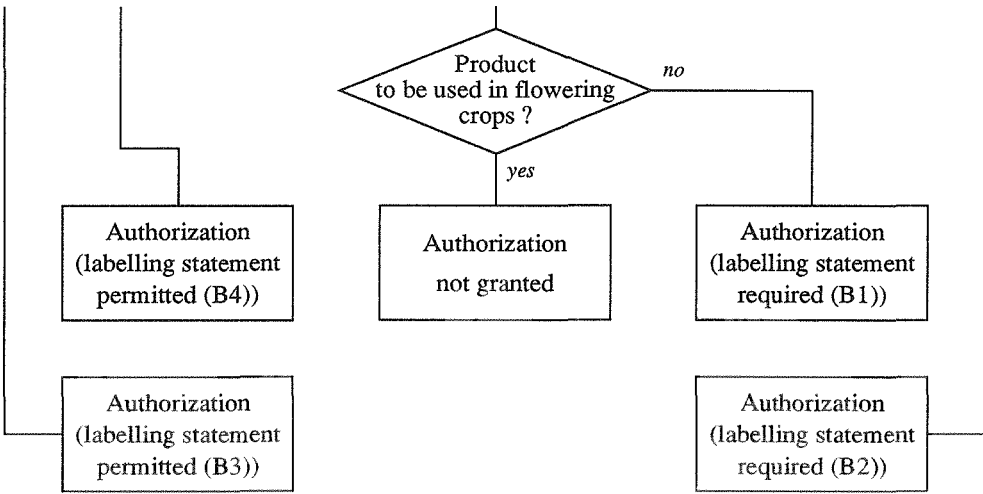 Product
to be used in flowering
crops ?
no
yes
Authorization
(labelling statement
permitted (B4))
Authorization
not granted
Authorization
(labelling statement
required (B1))
Authorization
(labelling statement
permitted (B3))
Authorization
(labelling statement
required (B2))